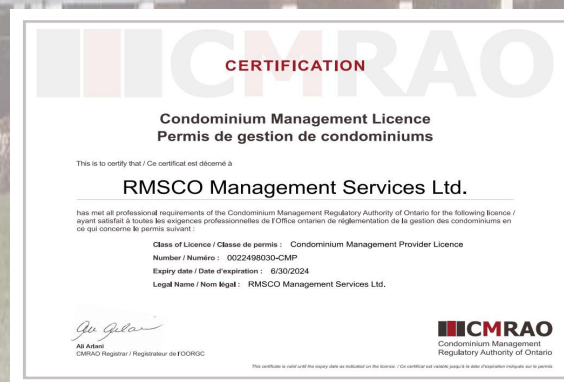 CMRAO
CERTIFICATION
Condominium Management Licence
Permis de gestion de condominiums
This is to certify that / Ce certificat est décerné à
RMSCO Management Services Ltd.
has met all professional requirements of the Condominium Management Regulatory Authority of Ontario for the following licence /
ayant satisfait à toutes les exigences professionnelles de l'Office ontarien de réglementation de la gestion des condominiums en
ce qui concerne le permis suivant :
Class of Licence / Classe de permis : Condominium Management Provider Licence
Number / Numéro : 0022498030-CMP
Expiry date / Date d'expiration : 6/30/2024
Legal Name / Nom légal : RMSCO Management Services Ltd.
Ali Arlani
CMRAO Registrar / Registrateur de l'OORGC
CMRAO
Condominium Management
Regulatory Authority of Ontario
This certificate is valid until the expiry date as indicated on the license. / Ce certificat est valable jusqu'à la date d'expiration indiquée sur le permis.